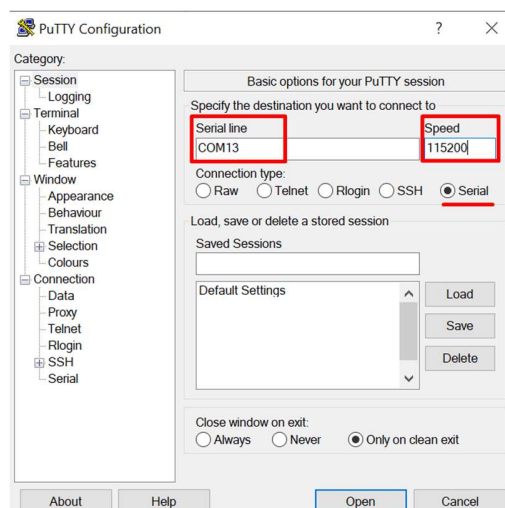 PuTTY Configuration ? ×
Category:
Session
Logging
Terminal
Keyboard
Bell
Features
Window
Appearance
Behaviour
Translation
Selection
Colours
Connection
Data
Proxy
Telnet
Rlogin
SSH
Serial
Basic options for your PuTTY session
Specify the destination you want to connect to
Serial line Speed
COM13 115200
Connection type:
Raw Telnet Rlogin SSH Serial
Load, save or delete a stored session
Saved Sessions
Default Settings
Load
Save
Delete
Close window on exit:
Always Never Only on clean exit
About Help Open Cancel